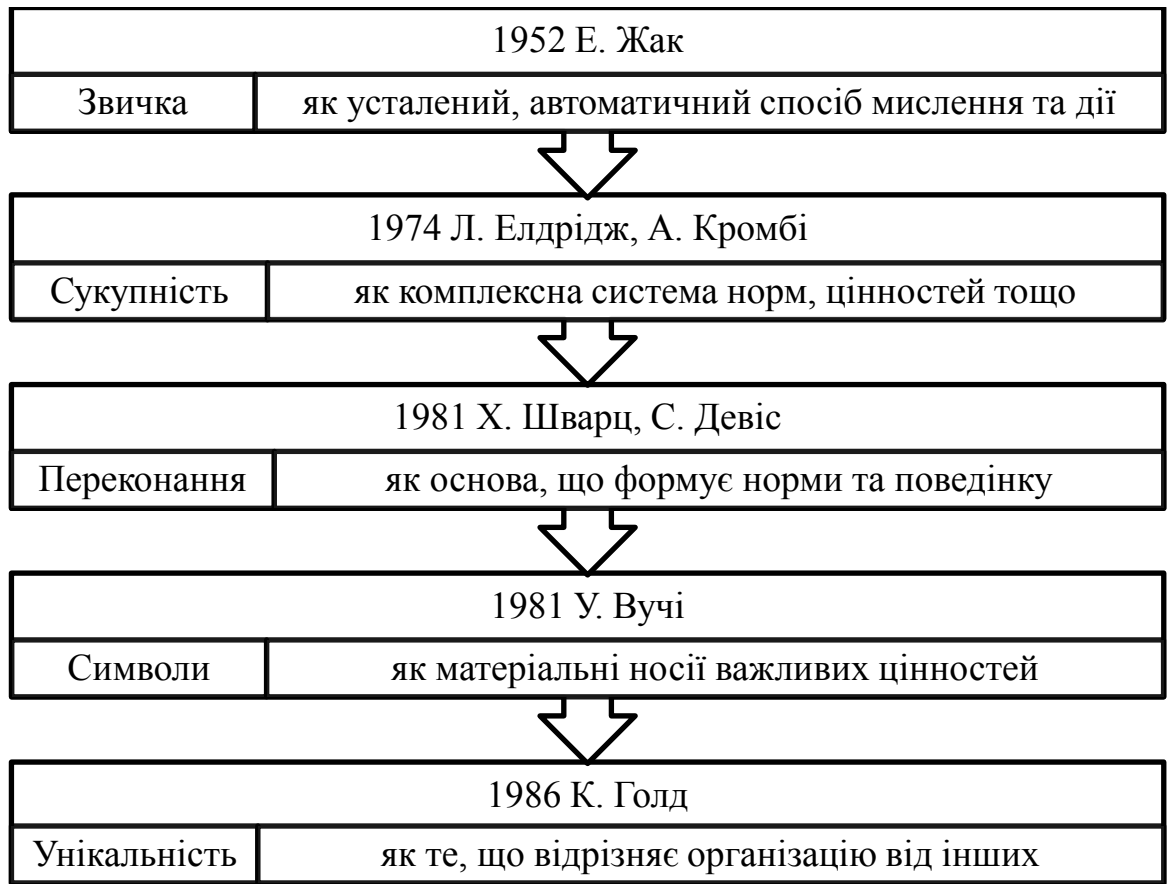 1952 Е. Жак
Звичка як усталений, автоматичний спосіб мислення та дії
1974 Л. Елдрідж, А. Кромбі
Сукупність як комплексна система норм, цінностей тощо
1981 Х. Шварц, С. Девіс
Переконання як основа, що формує норми та поведінку
1981 У. Вучі
Символи як матеріальні носії важливих цінностей
1986 К. Голд
Унікальність як те, що відрізняє організацію від інших